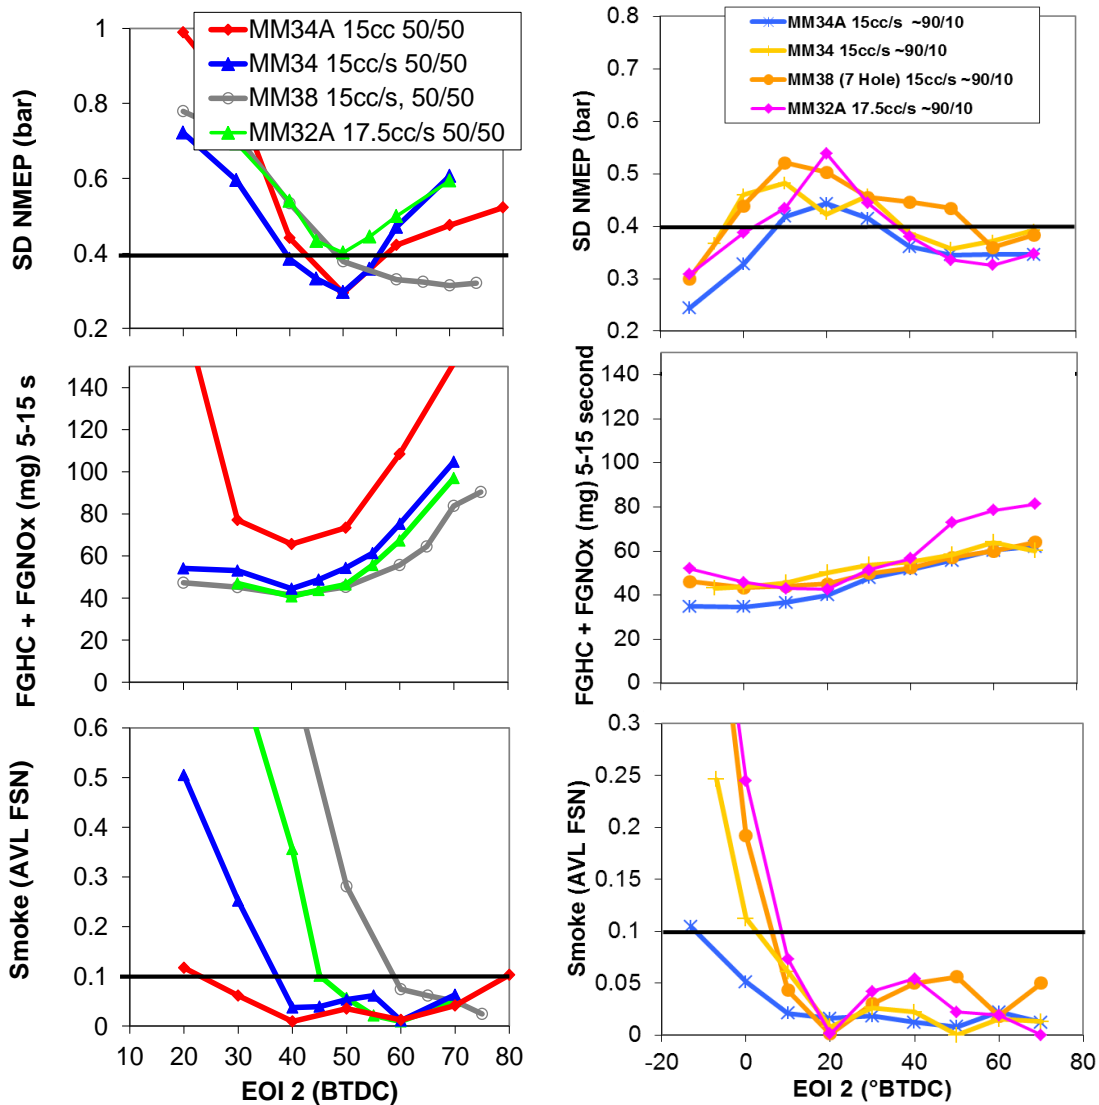 MM34A 15cc 50/50
MM34 15cc/s 50/50
MM38 15cc/s, 50/50
MM32A 17.5cc/s 50/50
SD NMEP (bar)
1
0.8
0.6
0.4
0.2
MM34A 15cc/s ~90/10
MM34 15cc/s ~90/10
MM38 (7 Hole) 15cc/s ~90/10
MM32A 17.5cc/s ~90/10
SD NMEP (bar)
0.8
0.7
0.6
0.5
0.4
0.3
0.2
FGHC + FGNOx (mg) 5-15 s
140
120
100
80
60
40
20
0
FGHC + FGNOx (mg) 5-15 second
140
120
100
80
60
40
20
0
Smoke (AVL FSN)
0.6
0.5
0.4
0.3
0.2
0.1
0
10 20 30 40 50 60 70 80
EOI 2 (BTDC)
Smoke (AVL FSN)
0.3
0.25
0.2
0.15
0.1
0.05
0
-20 0 20 40 60 80
EOI 2 (°BTDC)